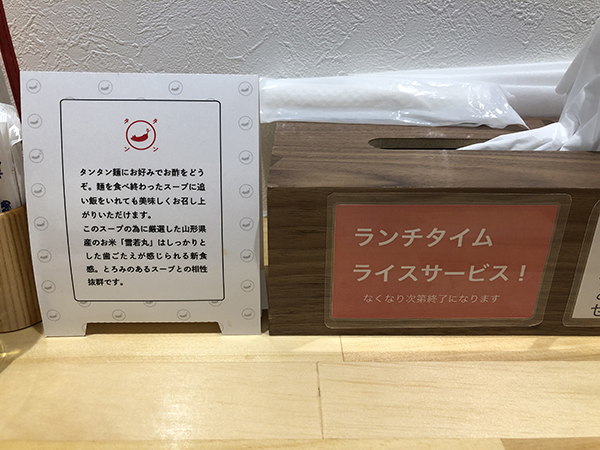 タンタン
タンタン麺にお好みでお酢をどう
ぞ。麺を食べ終わったスープに追
い飯をいれても美味しくお召し上
がりいただけます。
このスープの為に厳選した山形県
産のお米「雪若丸」はしっかりと
した歯ごたえが感じられる新食
感。とろみのあるスープとの相性
抜群です。
ランチタイム
ライスサービス！
なくなり次第終了になります